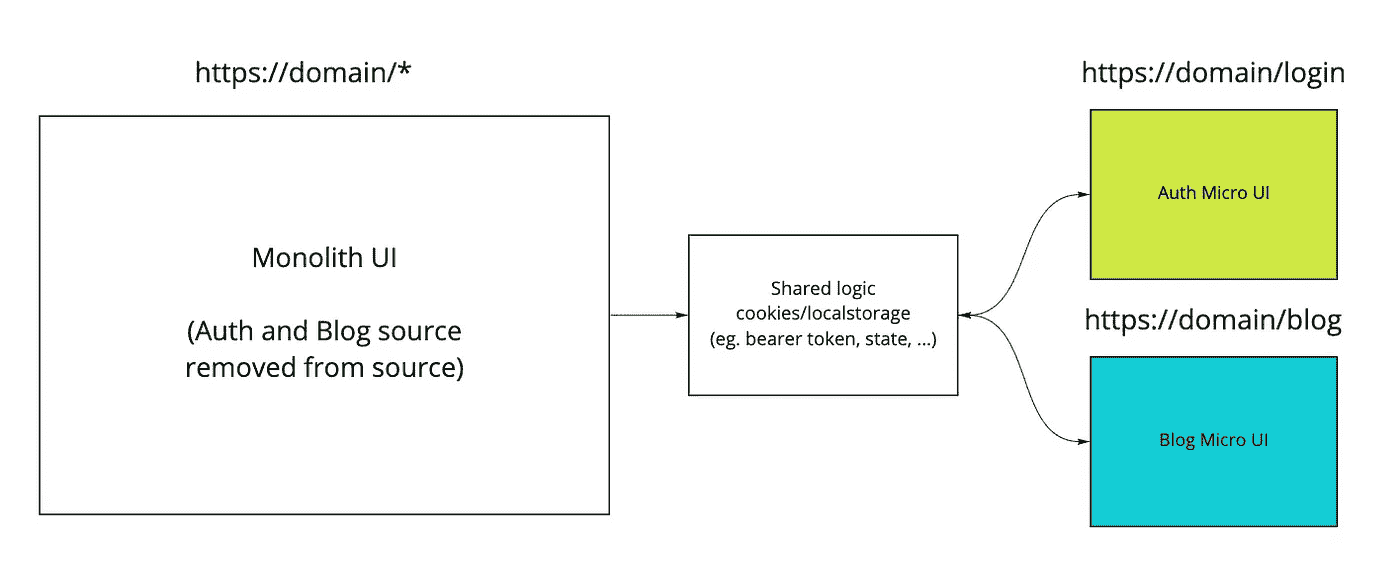 https://domain/*
Monolith UI
(Auth and Blog source
removed from source)
Shared logic
cookies/localstorage
(eg. bearer token, state, ...)
https://domain/login
Auth Micro UI
https://domain/blog
Blog Micro UI